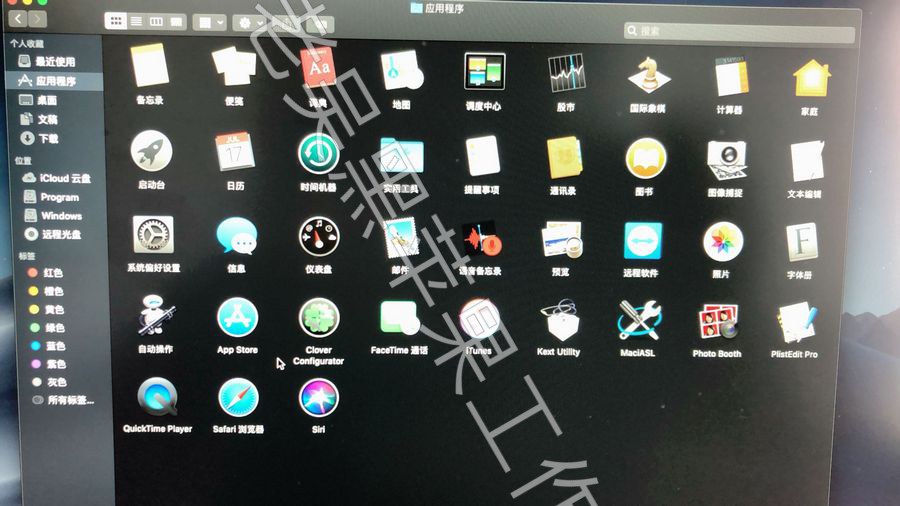 应用程序
搜索
个人收藏
最近使用
应用程序
桌面
文稿
下载
位置
iCloud 云盘
Program
Windows
远程光盘
标签
红色
橙色
黄色
绿色
蓝色
紫色
灰色
所有标签...
备忘录
便笺
Aa
词典
地图
调度中心
股市
国际象棋
计算器
家庭
启动台
JUL
17
日历
时间机器
实用工具
提醒事项
通讯录
图书
图像捕捉
文本编辑
系统偏好设置
信息
仪表盘
邮件
语音备忘录
预览
远程软件
照片
F
字体册
自动操作
App Store
Clover
Configurator
FaceTime 通话
iTunes
Kext Utility
MaciASL
Photo Booth
PlistEdit Pro
QuickTime Player
Safari 浏览器
Siri
老吴黑苹果工作